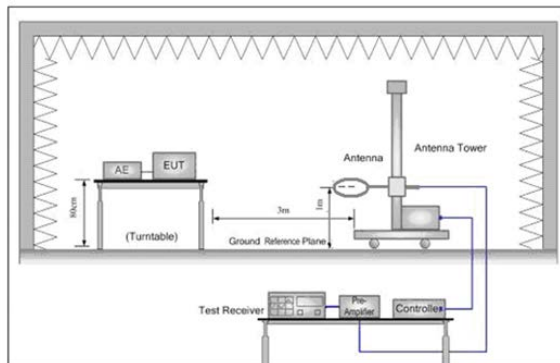 AE
EUT
Antenna
Antenna Tower
80cm
(Turntable)
3m
1m
Ground Reference Plane
Test Receiver
Pre-
Amplifier
Controller